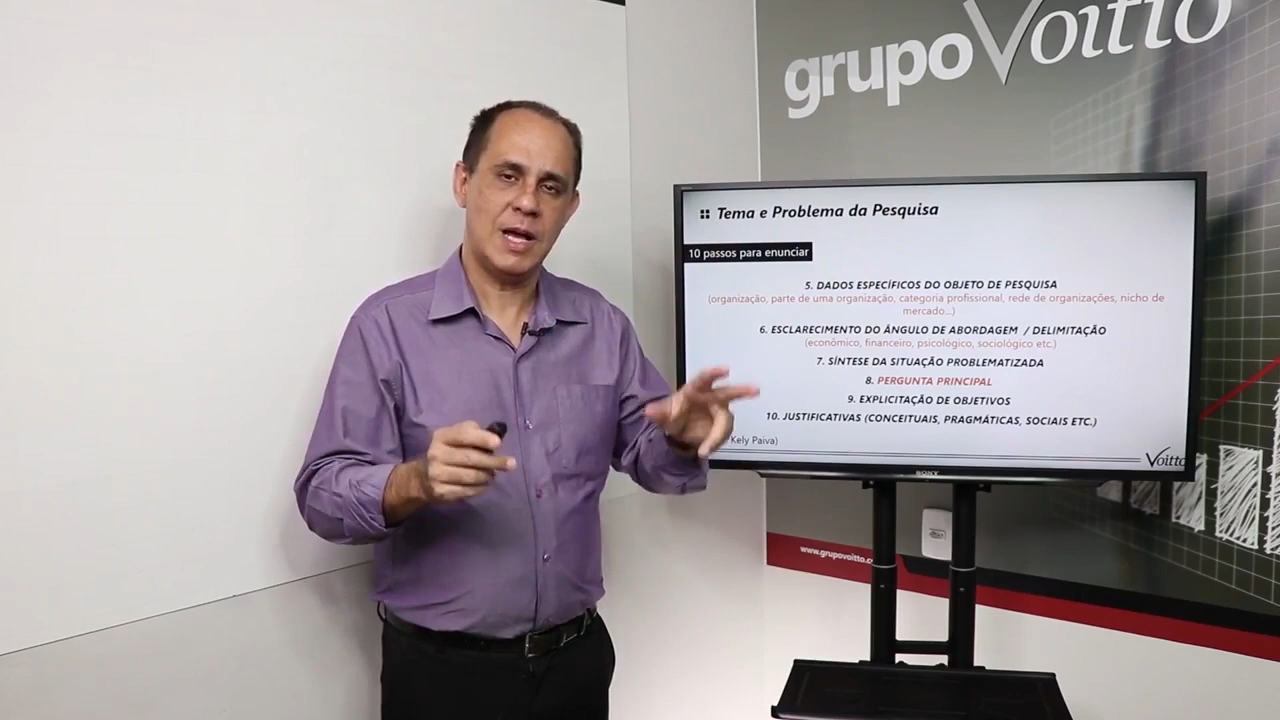 grupo Voitto
Tema e Problema da Pesquisa
10 passos para enunciar
5. DADOS ESPECÍFICOS DO OBJETO DE PESQUISA
(organização, parte de uma organização, categoria profissional, rede de organizações, nicho de
mercado...)
6. ESCLARECIMENTO DO ÂNGULO DE ABORDAGEM / DELIMITAÇÃO
(econômico, financeiro, psicológico, sociológico etc.)
7. SÍNTESE DA SITUAÇÃO PROBLEMATIZADA
8. PERGUNTA PRINCIPAL
9. EXPLICITAÇÃO DE OBJETIVOS
10. JUSTIFICATIVAS (CONCEITUAIS, PRAGMÁTICAS, SOCIAIS ETC.)
Kely Paiva)
Voitto
SONY
www.grupovoitto.c